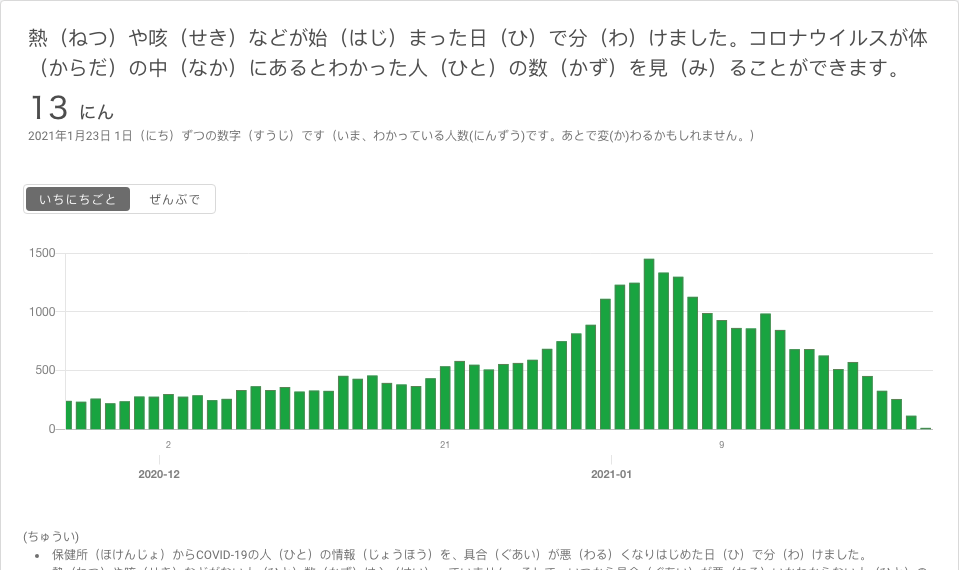 熱（ねつ）や咳（せき）などが始（はじ）まった日（ひ）で分（わ）けました。コロナウイルスが体
（からだ）の中（なか）にあるとわかった人（ひと）の数（かず）を見（み）ることができます。
13 にん
2021年1月23日 1日（にち）ずつの数字（すうじ）です（いま、わかっている人数(にんずう)です。あとで変(か)わるかもしれません。）
いちにちごと ぜんぶで
1500
1000
500
0
2 21 9
2020-12 2021-01
(ちゅうい)
• 保健所（ほけんじょ）からCOVID-19の人（ひと）の情報（じょうほう）を、具合（ぐあい）が悪（わる）くなりはじめた日（ひ）で分（わ）けました。